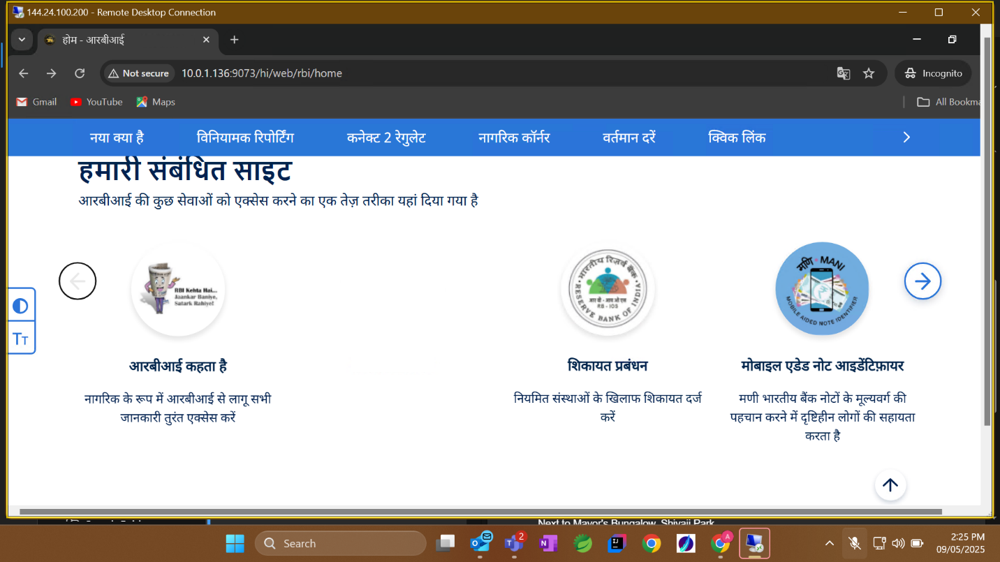 144.24.100.200 - Remote Desktop Connection
होम - आरबीआई
Not secure
10.0.1.136:9073/hi/web/rbi/home
Incognito
Gmail
YouTube
Maps
All Bookma
नया क्या है
विनियामक रिपोर्टिंग
कनेक्ट 2 रेगुलेट
नागरिक कॉर्नर
वर्तमान दरें
क्विक लिंक
हमारी संबंधित साइट
आरबीआई की कुछ सेवाओं को एक्सेस करने का एक तेज़ तरीका यहां दिया गया है
RBI Kehta Hai...
Jaankar Baniye,
Satark Rahiye!
भारतीय रिज़र्व बैंक
आर बी - आय ओ एस
RB - IOS
RESERVE BANK OF INDIA
मणि MANI
MOBILE AIDED NOTE IDENTIFIER
TT
आरबीआई कहता है
नागरिक के रूप में आरबीआई से लागू सभी
जानकारी तुरंत एक्सेस करें
शिकायत प्रबंधन
नियमित संस्थाओं के खिलाफ शिकायत दर्ज
करें
मोबाइल एडेड नोट आइडेंटिफ़ायर
मणी भारतीय बैंक नोटों के मूल्यवर्ग की
पहचान करने में दृष्टिहीन लोगों की सहायता
करता है
Next to Mayor's Bungalow, Shivaji Park
Search
2
A
2:25 PM
09/05/2025